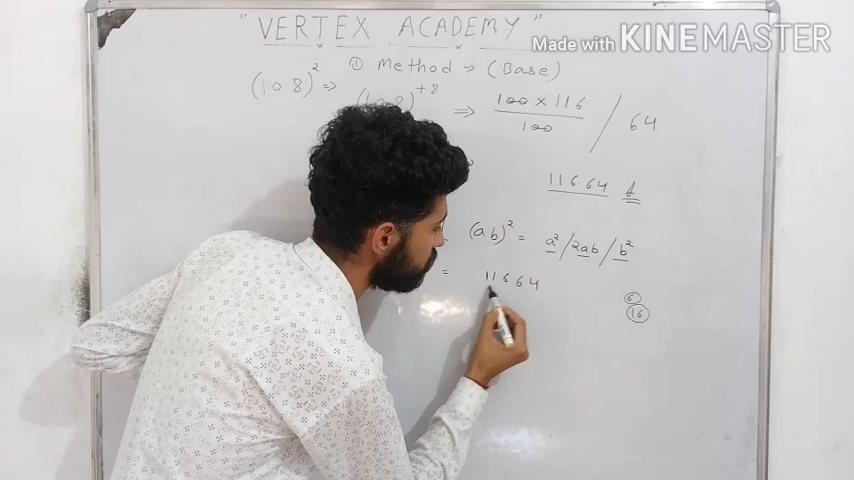 " VERTEX ACADEMY "
Made with KINEMASTER
① Method → (Base)
(108)² ⇒ (108)⁺⁸ ⇒ 100 × 116 / 100 / 64
11664
(ab)² = a² / 2ab / b²
= 11664
6
16